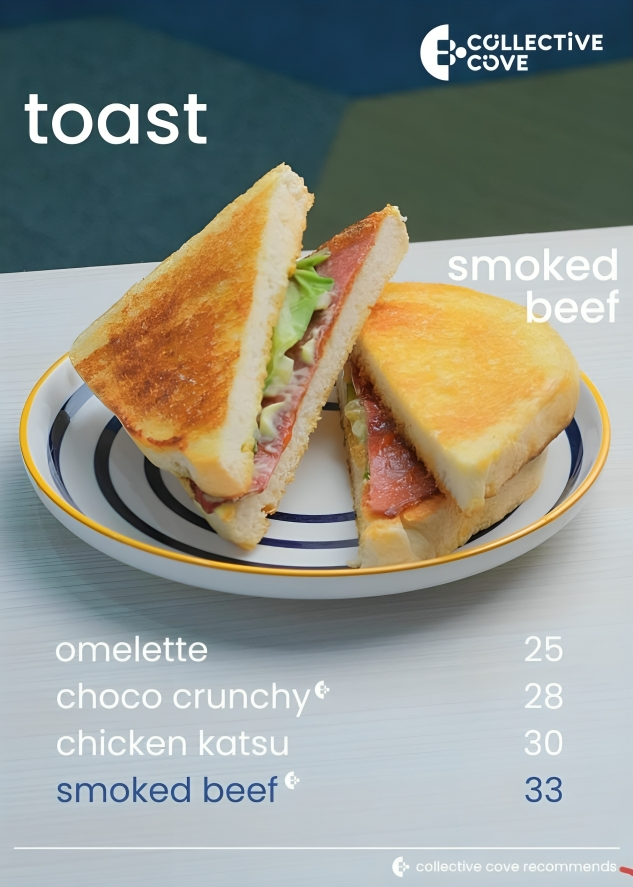 COLLECTIVE
COVE
toast
smoked
beef
omelette 25
choco crunchy 28
chicken katsu 30
smoked beef 33
collective cove recommends